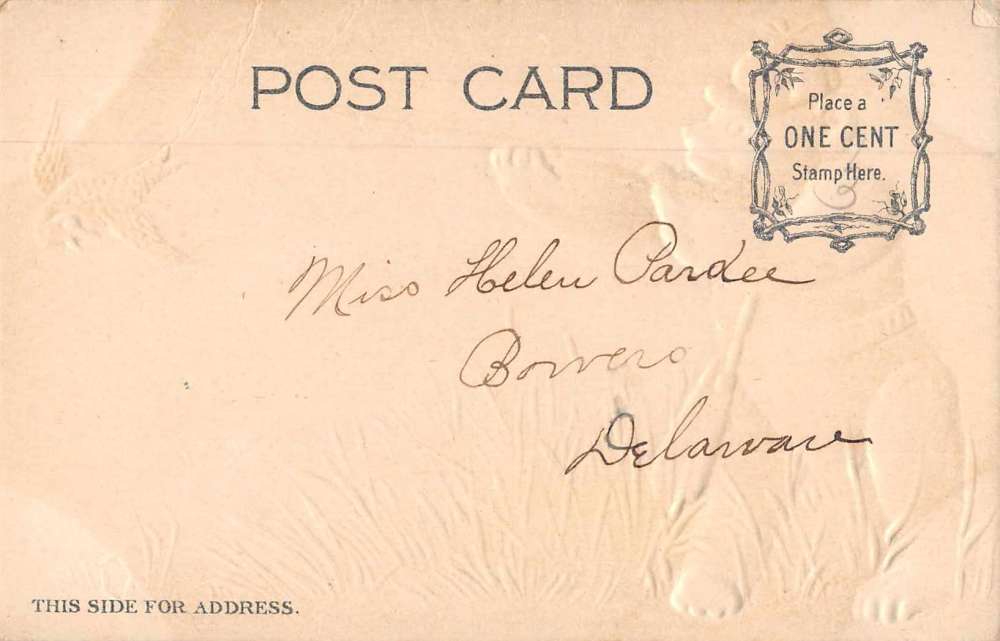 POST CARD
Place a
ONE CENT
Stamp Here.
Miss Helen Pardee
Bowers
Delaware
THIS SIDE FOR ADDRESS.